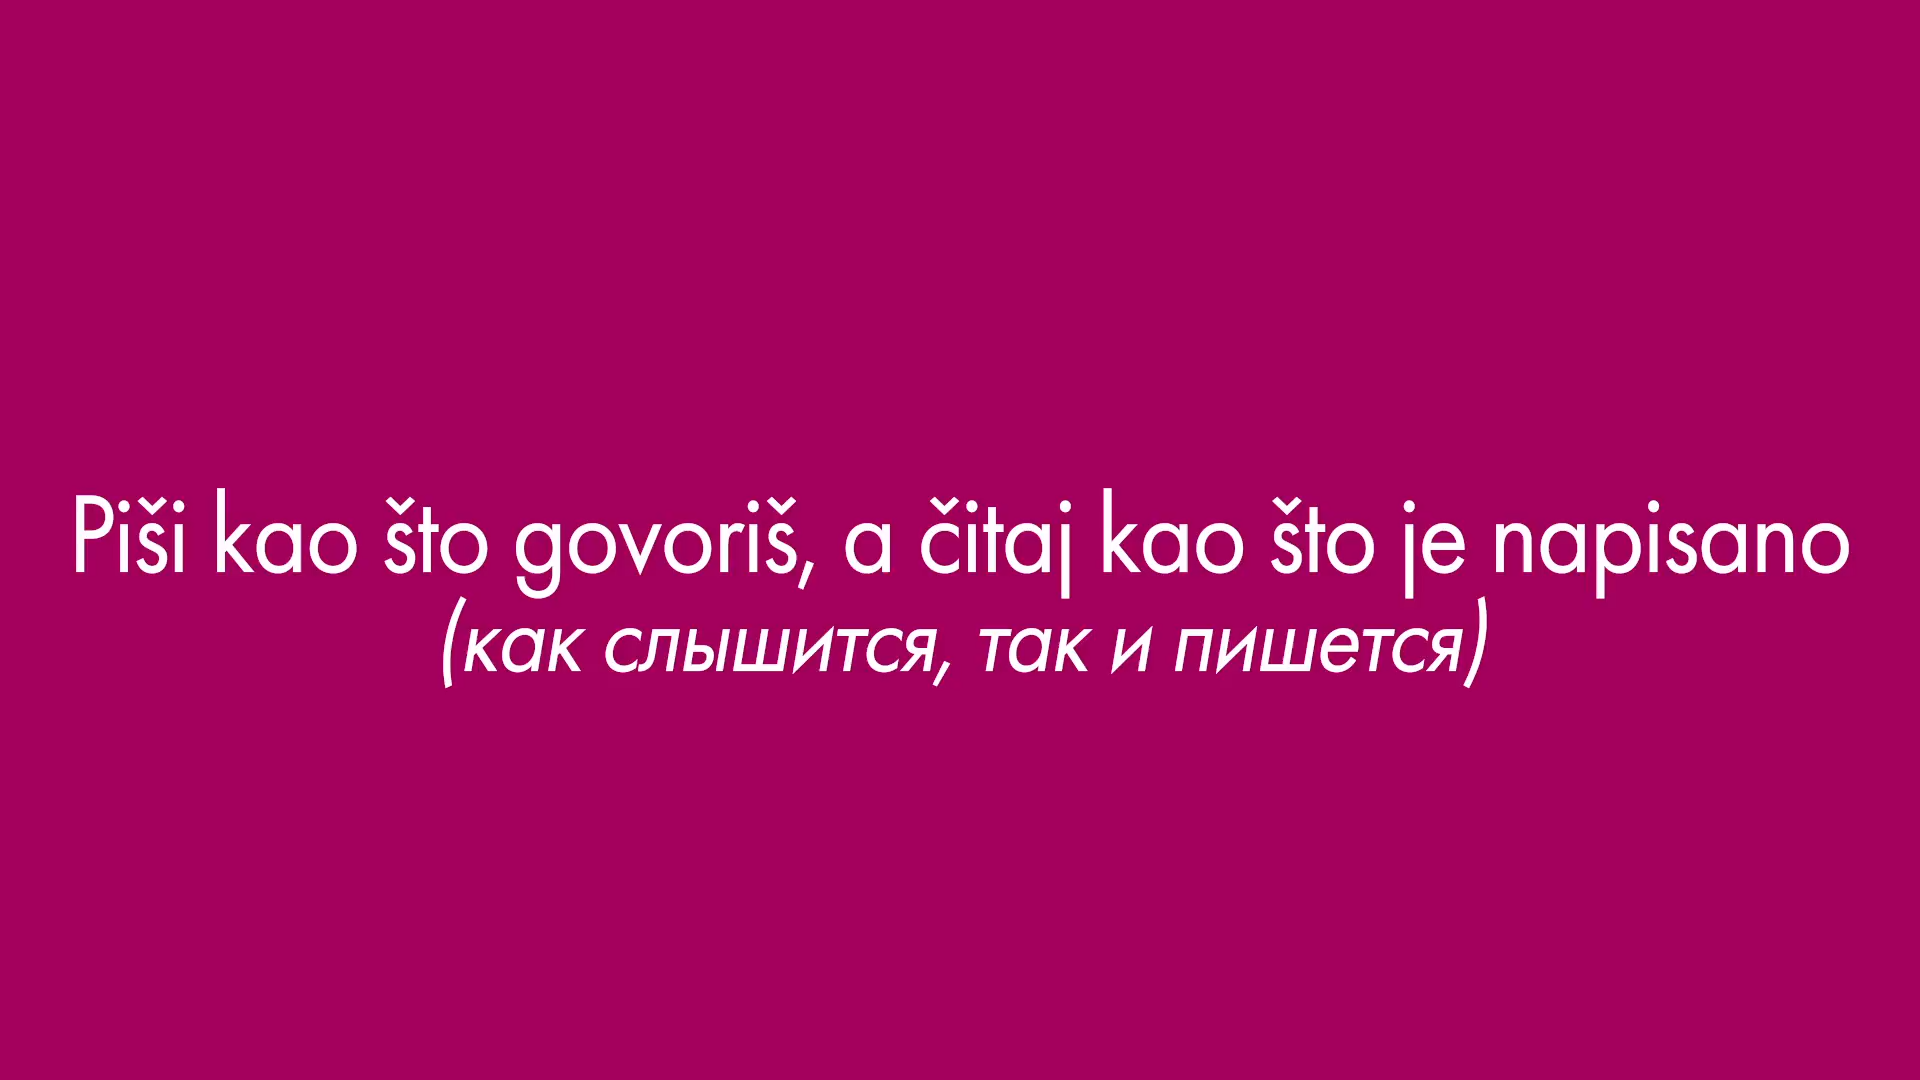 Piši kao što govoriš, a čitaj kao što je napisano
(как слышится, так и пишется)